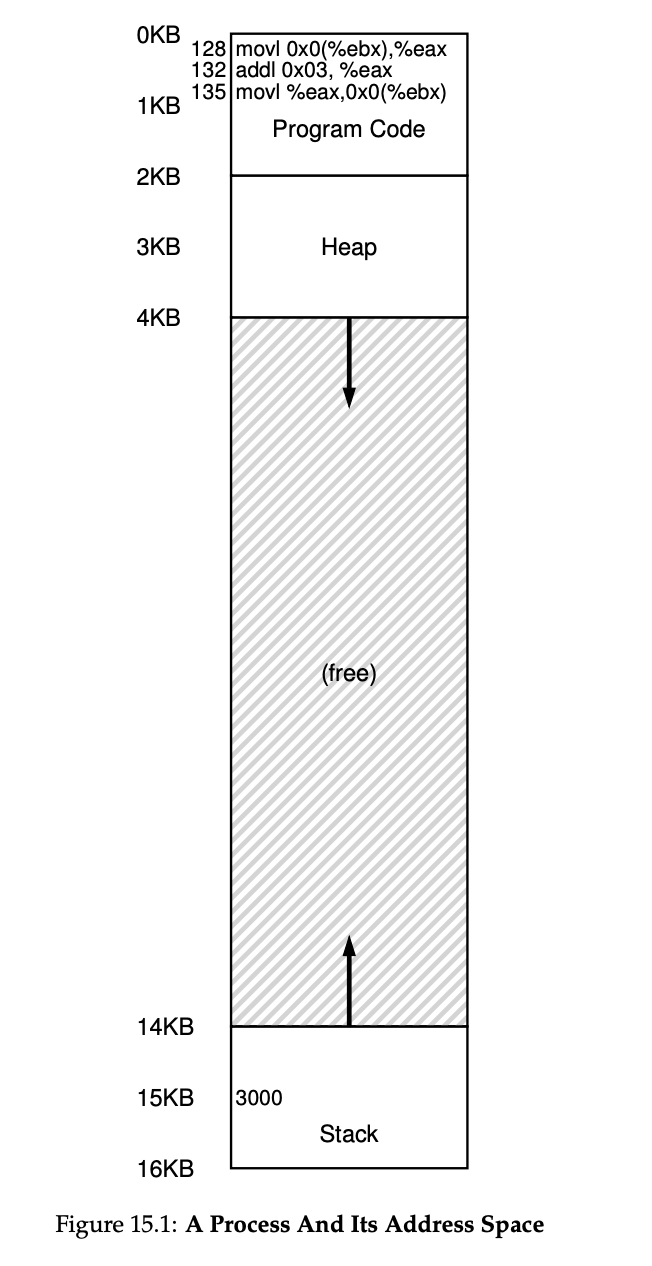 0KB
128 movl 0x0(%ebx),%eax
132 addl 0x03, %eax
135 movl %eax,0x0(%ebx)
1KB
Program Code
2KB
3KB Heap
4KB
(free)
14KB
15KB 3000
Stack
16KB
Figure 15.1: A Process And Its Address Space